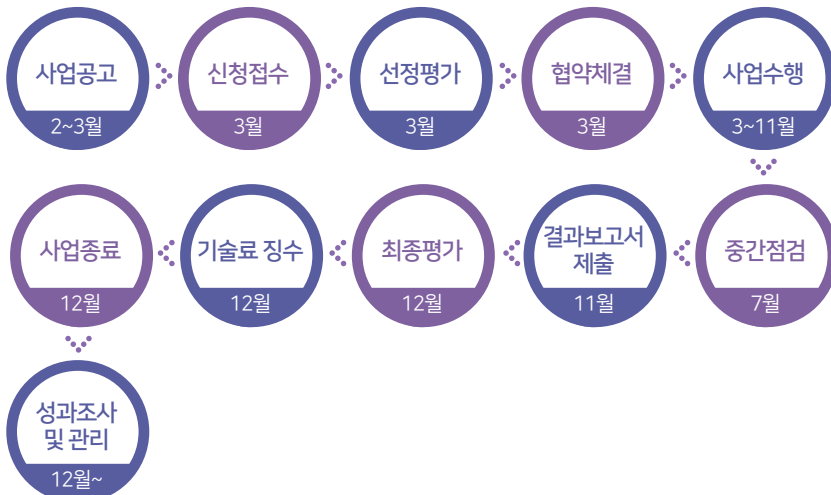 사업공고
2~3월
신청접수
3월
선정평가
3월
협약체결
3월
사업수행
3~11월
중간점검
7월
결과보고서
제출
11월
최종평가
12월
기술료 징수
12월
사업종료
12월
성과조사
및 관리
12월~